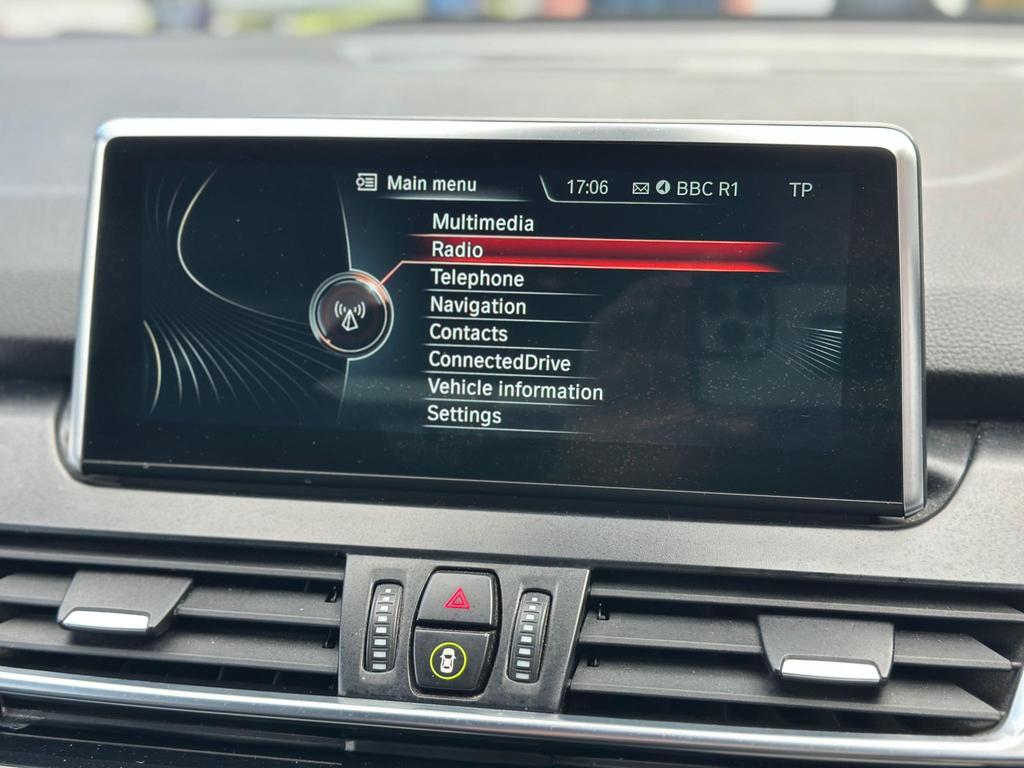 Main menu
17:06 BBC R1 TP
Multimedia
Radio
Telephone
Navigation
Contacts
ConnectedDrive
Vehicle information
Settings